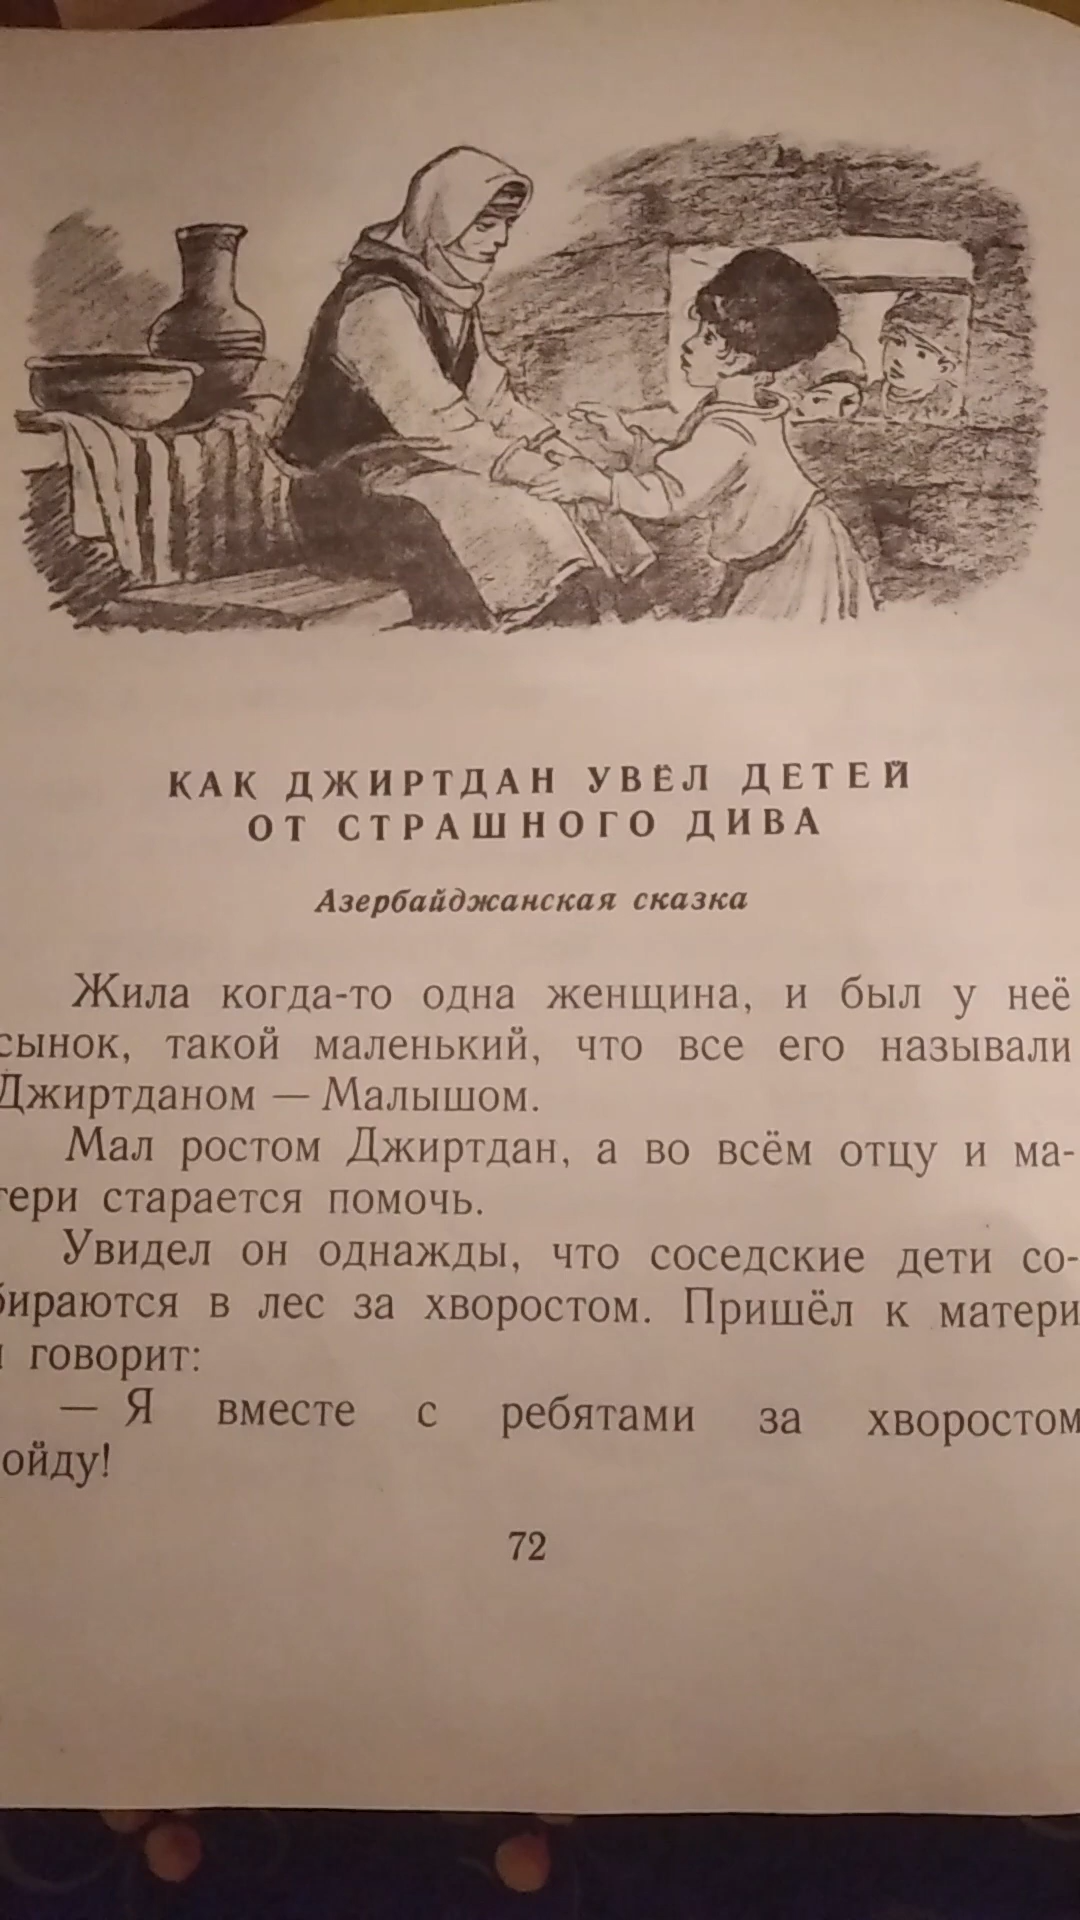 КАК ДЖИРТДАН УВЁЛ ДЕТЕЙ
ОТ СТРАШНОГО ДИВА
Азербайджанская сказка
Жила когда-то одна женщина, и был у неё
сынок, такой маленький, что все его называли
Джиртданом — Малышом.
Мал ростом Джиртдан, а во всём отцу и ма-
тери старается помочь.
Увидел он однажды, что соседские дети со-
бираются в лес за хворостом. Пришёл к матери
и говорит:
— Я вместе с ребятами за хворостом
ойду!
72